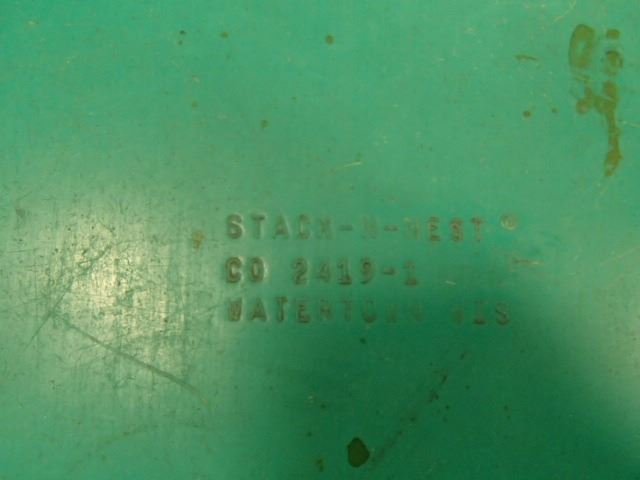 STACK-N-NEST®
CO 2419-1
WATERTOWN WIS